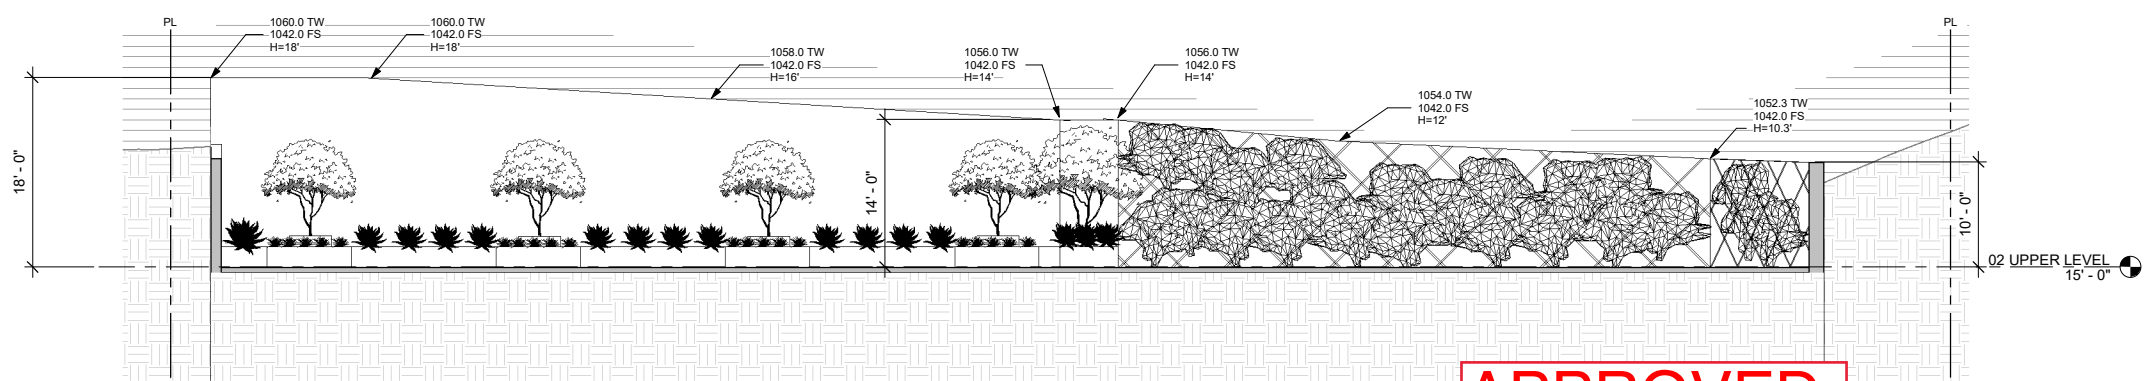 PL
1060.0 TW
1042.0 FS
H=18'
1060.0 TW
1042.0 FS
H=18'
1058.0 TW
1042.0 FS
H=16'
1056.0 TW
1042.0 FS
H=14'
1056.0 TW
1042.0 FS
H=14'
1054.0 TW
1042.0 FS
H=12'
1052.3 TW
1042.0 FS
H=10.3'
PL
18' - 0"
14' - 0"
10' - 0"
02 UPPER LEVEL
15' - 0"
APPROVED